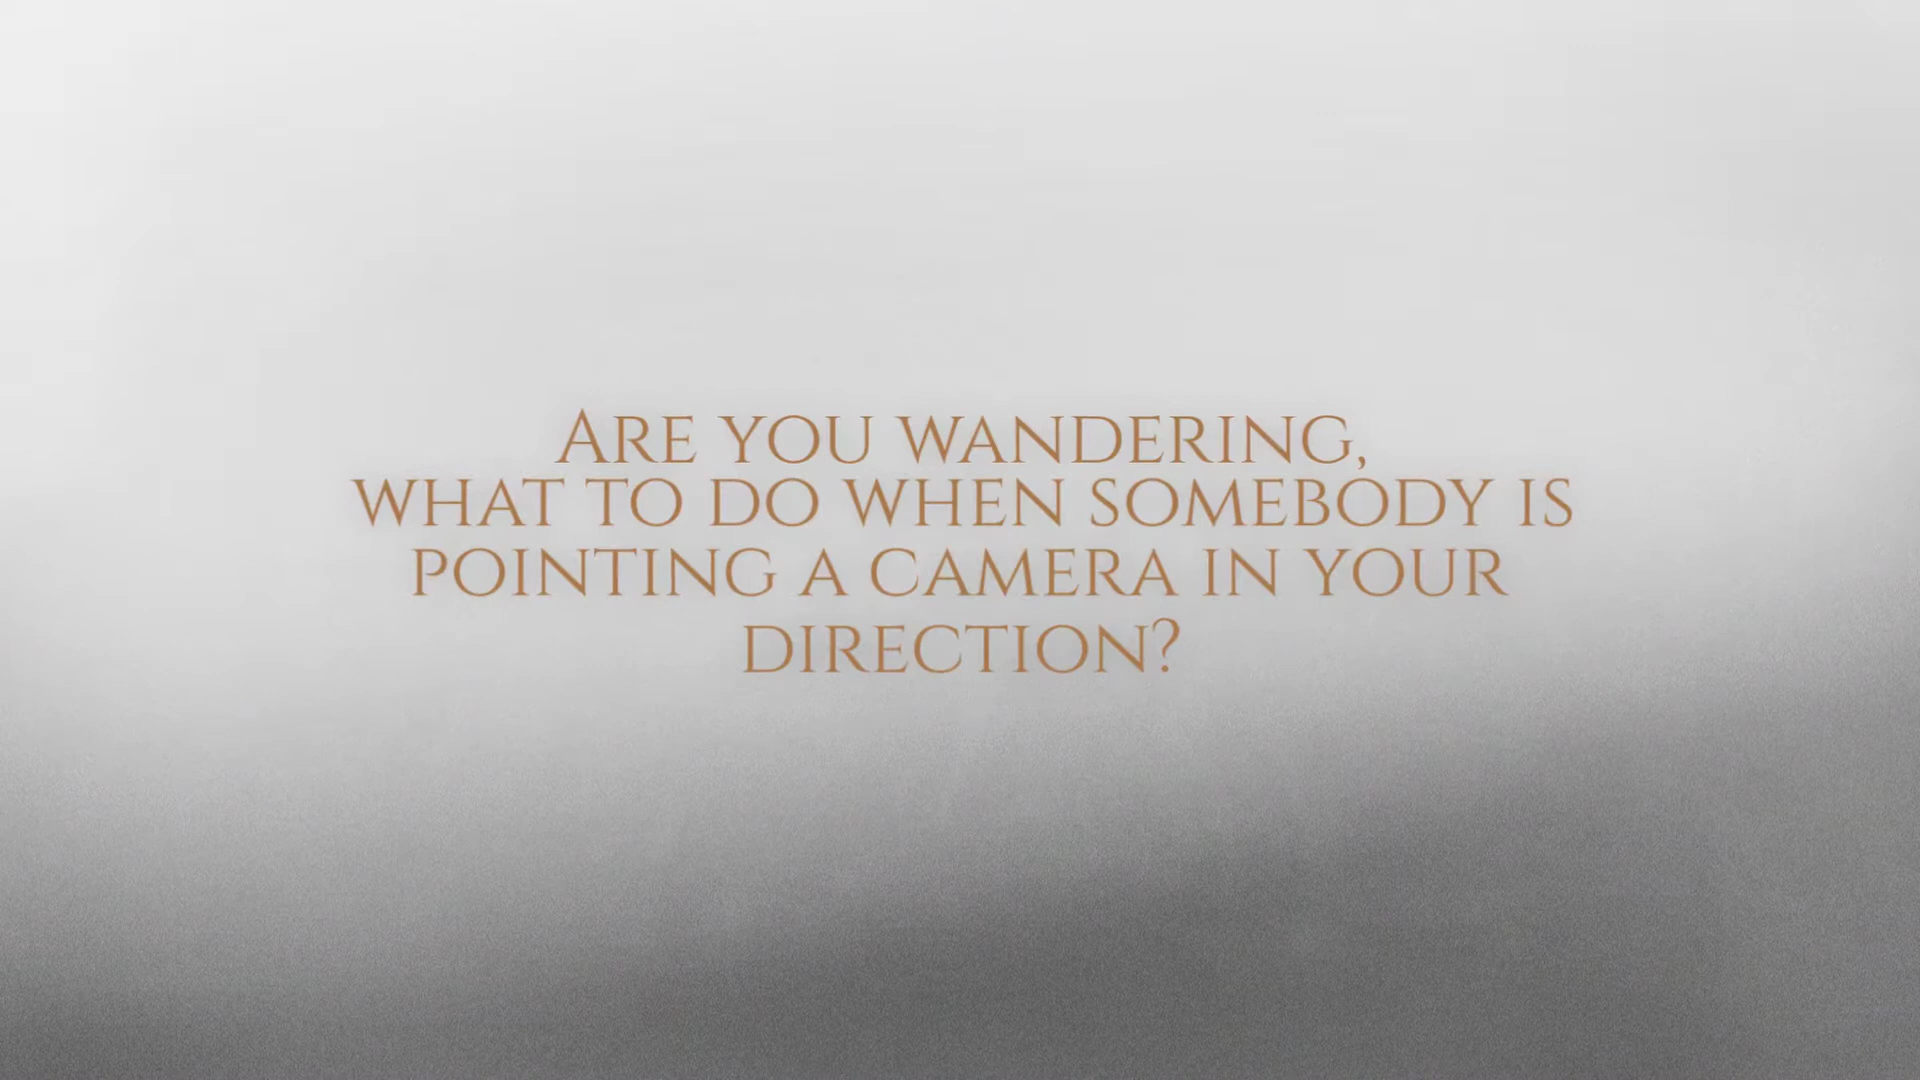 Are you wandering,
what to do when somebody is
pointing a camera in your
direction?